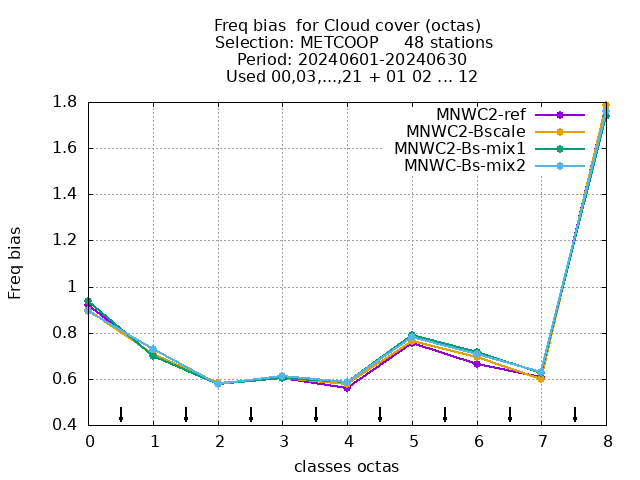 Freq bias  for Cloud cover (octas)
Selection: METCOOP     48 stations
Period: 20240601-20240630
Used 00,03,...,21 + 01 02 ... 12
MNWC2-ref
MNWC2-Bscale
MNWC2-Bs-mix1
MNWC-Bs-mix2
Freq bias
1.8
1.6
1.4
1.2
1
0.8
0.6
0.4
0 1 2 3 4 5 6 7 8
classes octas